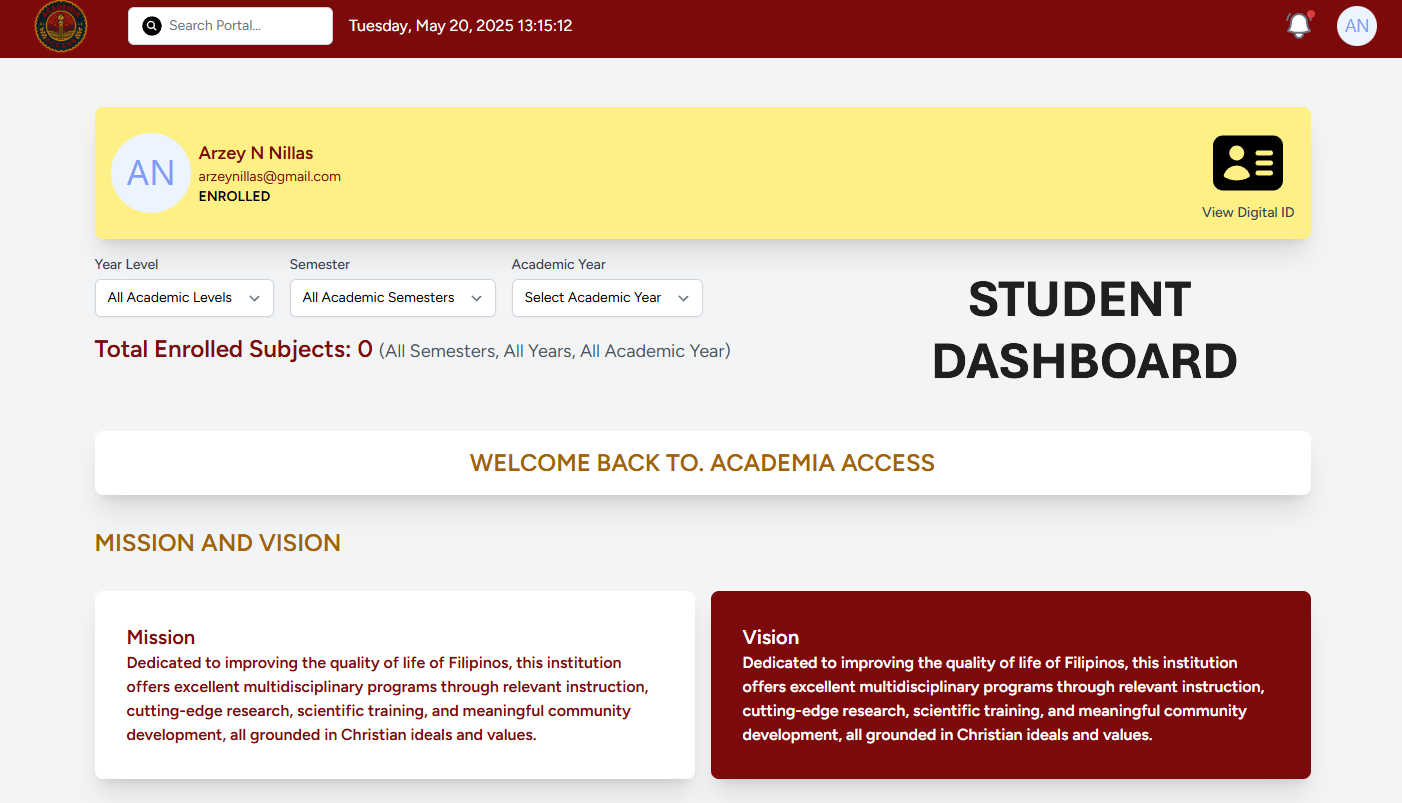 Search Portal...
Tuesday, May 20, 2025 13:15:12
AN
AN
Arzey N Nillas
arzeynillas@gmail.com
ENROLLED
View Digital ID
Year Level
Semester
Academic Year
All Academic Levels
All Academic Semesters
Select Academic Year
Total Enrolled Subjects: 0 (All Semesters, All Years, All Academic Year)
STUDENT
DASHBOARD
WELCOME BACK TO. ACADEMIA ACCESS
MISSION AND VISION
Mission
Dedicated to improving the quality of life of Filipinos, this institution
offers excellent multidisciplinary programs through relevant instruction,
cutting-edge research, scientific training, and meaningful community
development, all grounded in Christian ideals and values.
Vision
Dedicated to improving the quality of life of Filipinos, this institution
offers excellent multidisciplinary programs through relevant instruction,
cutting-edge research, scientific training, and meaningful community
development, all grounded in Christian ideals and values.